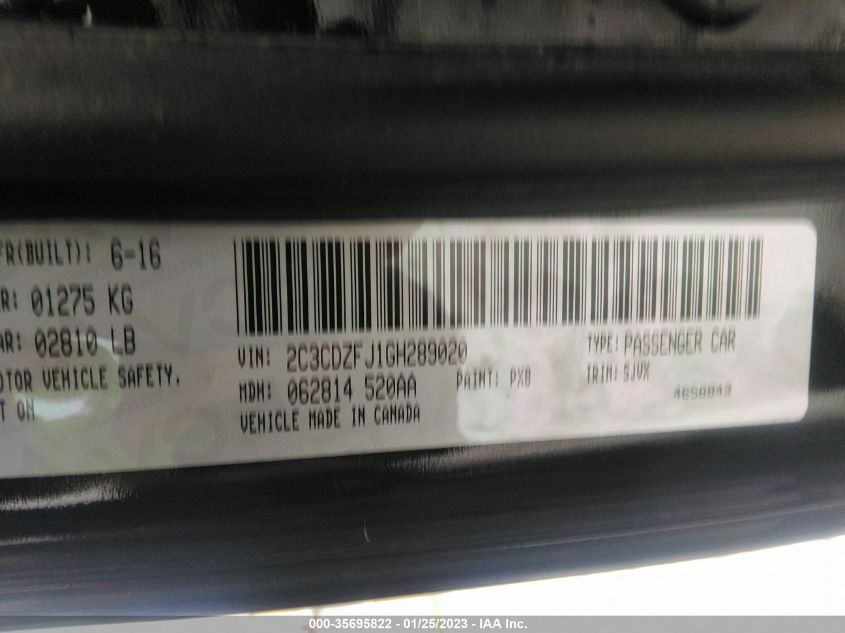 FR(BUILT): 6-16
R: 01275 KG
AR: 02810 LB
OTOR VEHICLE SAFETY.
T ON
VIN: 2C3CDZFJ1GH289020
TYPE: PASSENGER CAR
MDH: 062814 520AA
PAINT: PX8
TRIM: SJVX
VEHICLE MADE IN CANADA
4658843
000-35695822 - 01/25/2023 - IAA Inc.